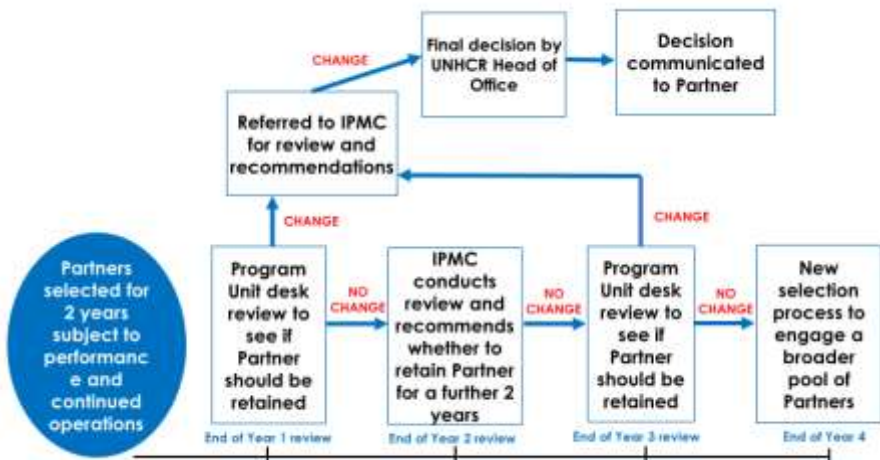 CHANGE
Final decision by
UNHCR Head of
Office
Decision
communicated
to Partner
Referred to IPMC
for review and
recommendations
CHANGE
CHANGE
Partners
selected for
2 years
subject to
performanc
e and
continued
operations
Program
Unit desk
review to
see if
Partner
should be
retained
NO
CHANGE
IPMC
conducts
review and
recommends
whether to
retain Partner
for a further 2
years
NO
CHANGE
Program
Unit desk
review to
see if
Partner
should be
retained
NO
CHANGE
New
selection
process to
engage a
broader
pool of
Partners
End of Year 1 review
End of Year 2 review
End of Year 3 review
End of Year 4